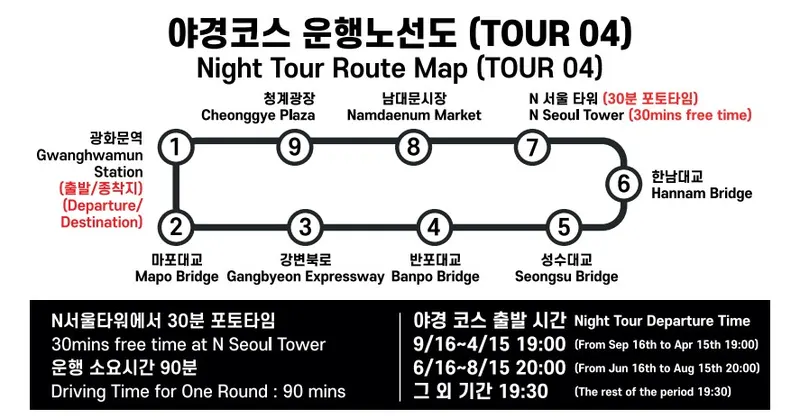 야경코스 운행노선도 (TOUR 04)
Night Tour Route Map (TOUR 04)
광화문역
Gwanghwamun
Station
(출발/종착지)
(Departure/
Destination)
1
청계광장
Cheonggye Plaza
9
남대문시장
Namdaenum Market
8
N 서울 타워 (30분 포토타임)
N Seoul Tower (30mins free time)
7
6
한남대교
Hannam Bridge
2
마포대교
Mapo Bridge
3
강변북로
Gangbyeon Expressway
4
반포대교
Banpo Bridge
5
성수대교
Seongsu Bridge
N서울타워에서 30분 포토타임
30mins free time at N Seoul Tower
운행 소요시간 90분
Driving Time for One Round : 90 mins
야경 코스 출발 시간 Night Tour Departure Time
9/16~4/15 19:00 (From Sep 16th to Apr 15th 19:00)
6/16~8/15 20:00 (From Jun 16th to Aug 15th 20:00)
그 외 기간 19:30 (The rest of the period 19:30)